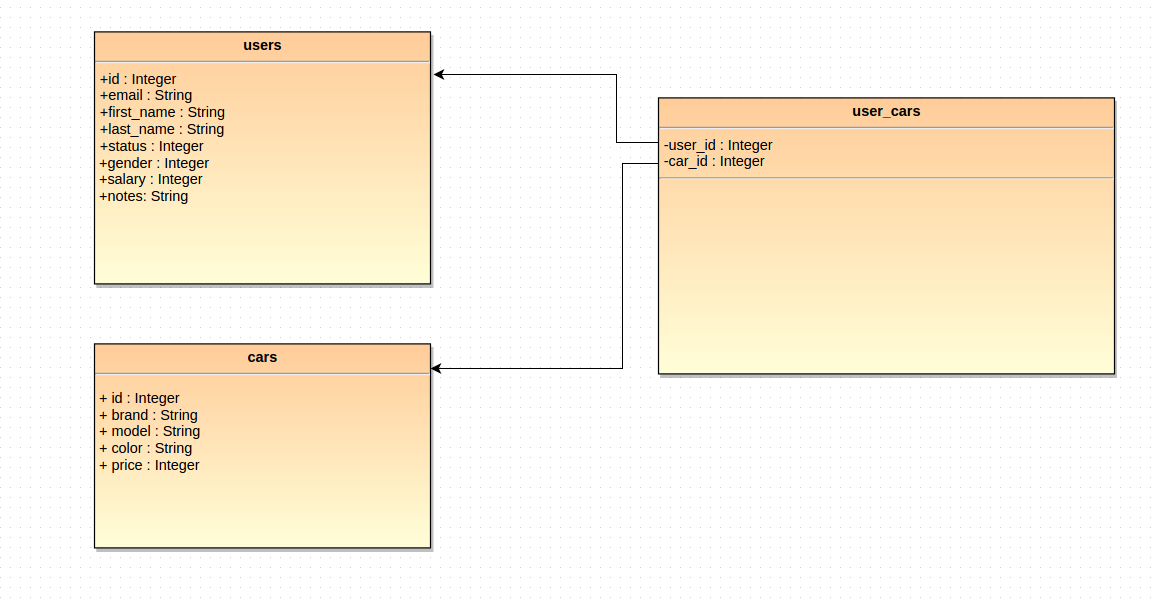 users
+id : Integer
+email : String
+first_name : String
+last_name : String
+status : Integer
+gender : Integer
+salary : Integer
+notes: String
user_cars
-user_id : Integer
-car_id : Integer
cars
+ id : Integer
+ brand : String
+ model : String
+ color : String
+ price : Integer